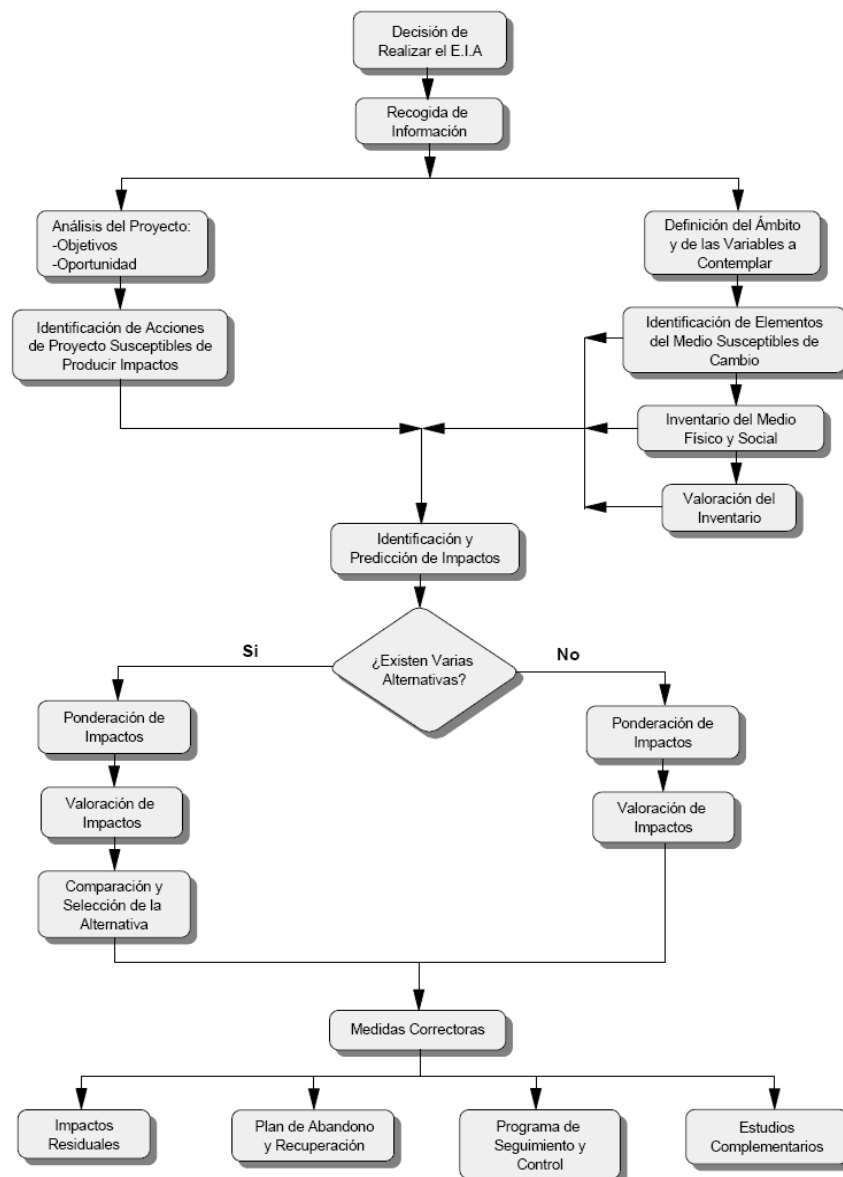 Decisión de
Realizar el E.I.A
Recogida de
Información
Análisis del Proyecto:
-Objetivos
-Oportunidad
Definición del Ámbito
y de las Variables a
Contemplar
Identificación de Acciones
de Proyecto Susceptibles de
Producir Impactos
Identificación de Elementos
del Medio Susceptibles de
Cambio
Inventario del Medio
Físico y Social
Valoración del
Inventario
Identificación y
Predicción de Impactos
¿Existen Varias
Alternativas?
Si
No
Ponderación de
Impactos
Valoración de
Impactos
Comparación y
Selección de la
Alternativa
Ponderación de
Impactos
Valoración de
Impactos
Medidas Correctoras
Impactos
Residuales
Plan de Abandono
y Recuperación
Programa de
Seguimiento y
Control
Estudios
Complementarios